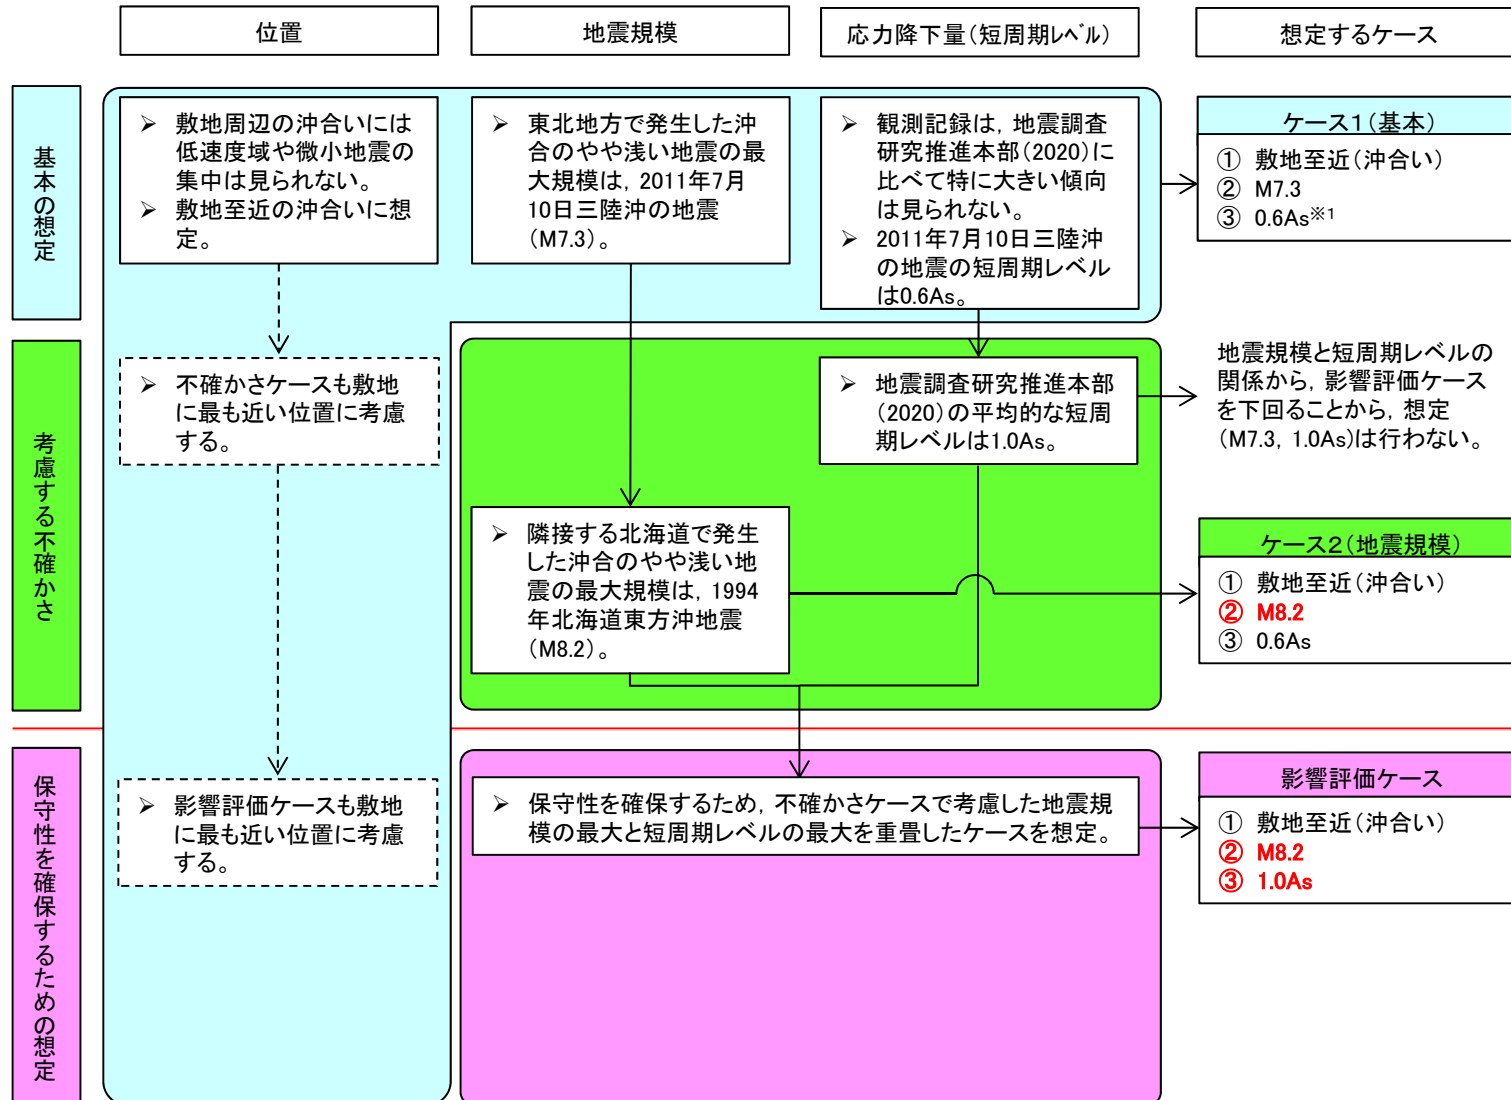 位置
地震規模
応力降下量(短周期レベル)
想定するケース
基本の想定
➢ 敷地周辺の沖合いには
低速度域や微小地震の
集中は見られない。
➢ 敷地至近の沖合いに想
定。
➢ 東北地方で発生した沖
合のやや浅い地震の最
大規模は，2011年7月
10日三陸沖の地震
(M7.3)。
➢ 観測記録は，地震調査
研究推進本部(2020)に
比べて特に大きい傾向
は見られない。
➢ 2011年7月10日三陸沖
の地震の短周期レベル
は0.6As。
ケース1(基本)
① 敷地至近(沖合い)
② M7.3
③ 0.6As※1
考慮する不確かさ
➢ 不確かさケースも敷地
に最も近い位置に考慮
する。
➢ 地震調査研究推進本部
(2020)の平均的な短周
期レベルは1.0As。
地震規模と短周期レベルの
関係から，影響評価ケース
を下回ることから，想定
(M7.3，1.0As)は行わない。
➢ 隣接する北海道で発生
した沖合のやや浅い地
震の最大規模は，1994
年北海道東方沖地震
(M8.2)。
ケース2(地震規模)
① 敷地至近(沖合い)
② M8.2
③ 0.6As
保守性を確保するための想定
➢ 影響評価ケースも敷地
に最も近い位置に考慮
する。
➢ 保守性を確保するため，不確かさケースで考慮した地震規
模の最大と短周期レベルの最大を重畳したケースを想定。
影響評価ケース
① 敷地至近(沖合い)
② M8.2
③ 1.0As